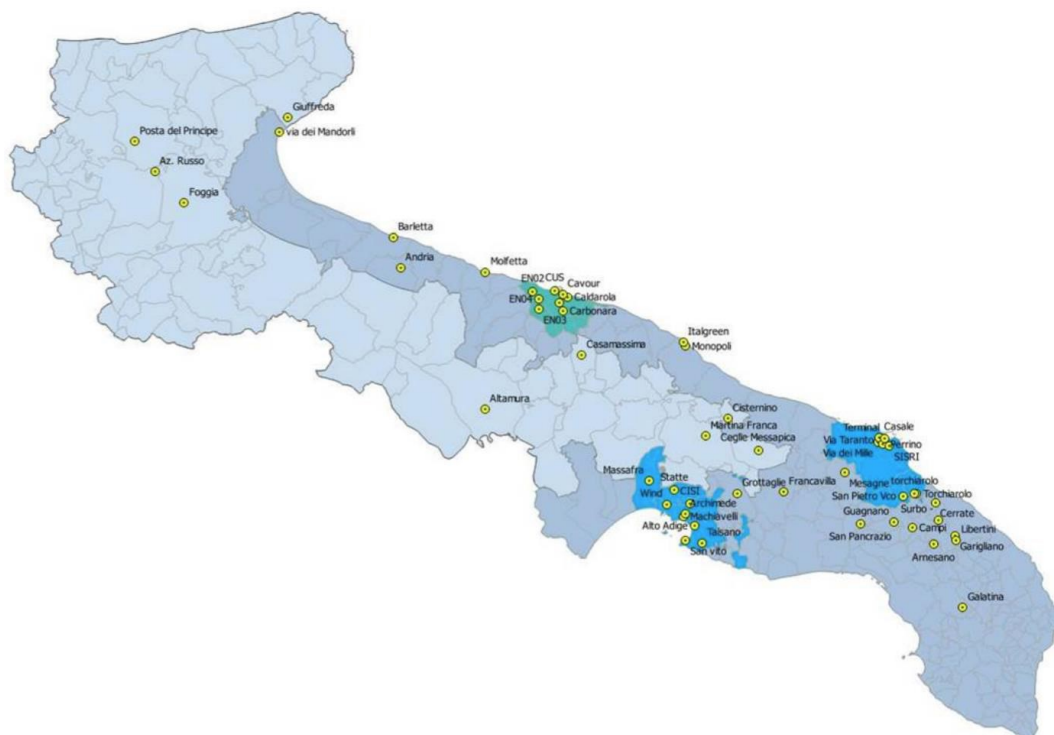 Giuffreda
via dei Mandorli
Posta del Principe
Az. Russo
Foggia
Barletta
Andria
Molfetta
EN02 CUS
Cavour
EN04
Caldarola
Carbonara
EN03
Italgreen
Monopoli
Casamassima
Altamura
Cisternino
Martina Franca
Ceglie Messapica
Terminal Casale
Via Taranto
Perrino
Via dei Mille
SISRI
Massafra
Statte
Mesagne
torchiarolo
Wind
CISI
Grottaglie
Francavilla
San Pietro Vco
Torchiarolo
Archimede
Machiavelli
Guagnano
Surbo
Cerrate
Alto Adige
Talsano
San Pancrazio
Campi
Libertini
San vito
Arnesano
Garigliano
Galatina